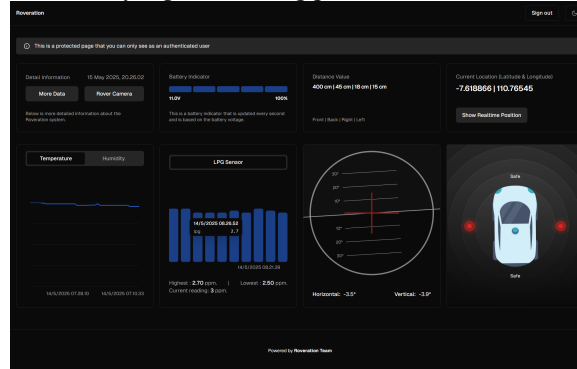 Roveration
Sign out
This is a protected page that you can only see as an authenticated user
Detail information
15 May 2025, 20.26.02
More Data
Rover Camera
Below is more detailed information about the Roveration system.
Battery Indicator
11.0V
100%
This is a battery indicator that is updated every second and is based on the battery voltage.
Distance Value
400 cm | 45 cm | 18 cm | 15 cm
Front | Back | Right | Left
Current Location (Latitude & Longitude)
-7.618866 | 110.76545
Show Realtime Position
Temperature
Humidity
14/5/2025 07.28.10
14/5/2025 07.10.33
LPG Sensor
14/5/2025 08.26.52
lpg
2.7
14/5/2025 08.21.38
Highest : 2.70 ppm.
|
Lowest : 2.50 ppm.
Current reading: 3 ppm.
20°
10°
10°
20°
Horizontal: -3.5°
Vertical: -3.9°
Safe
Safe
Powered by Roveration Team